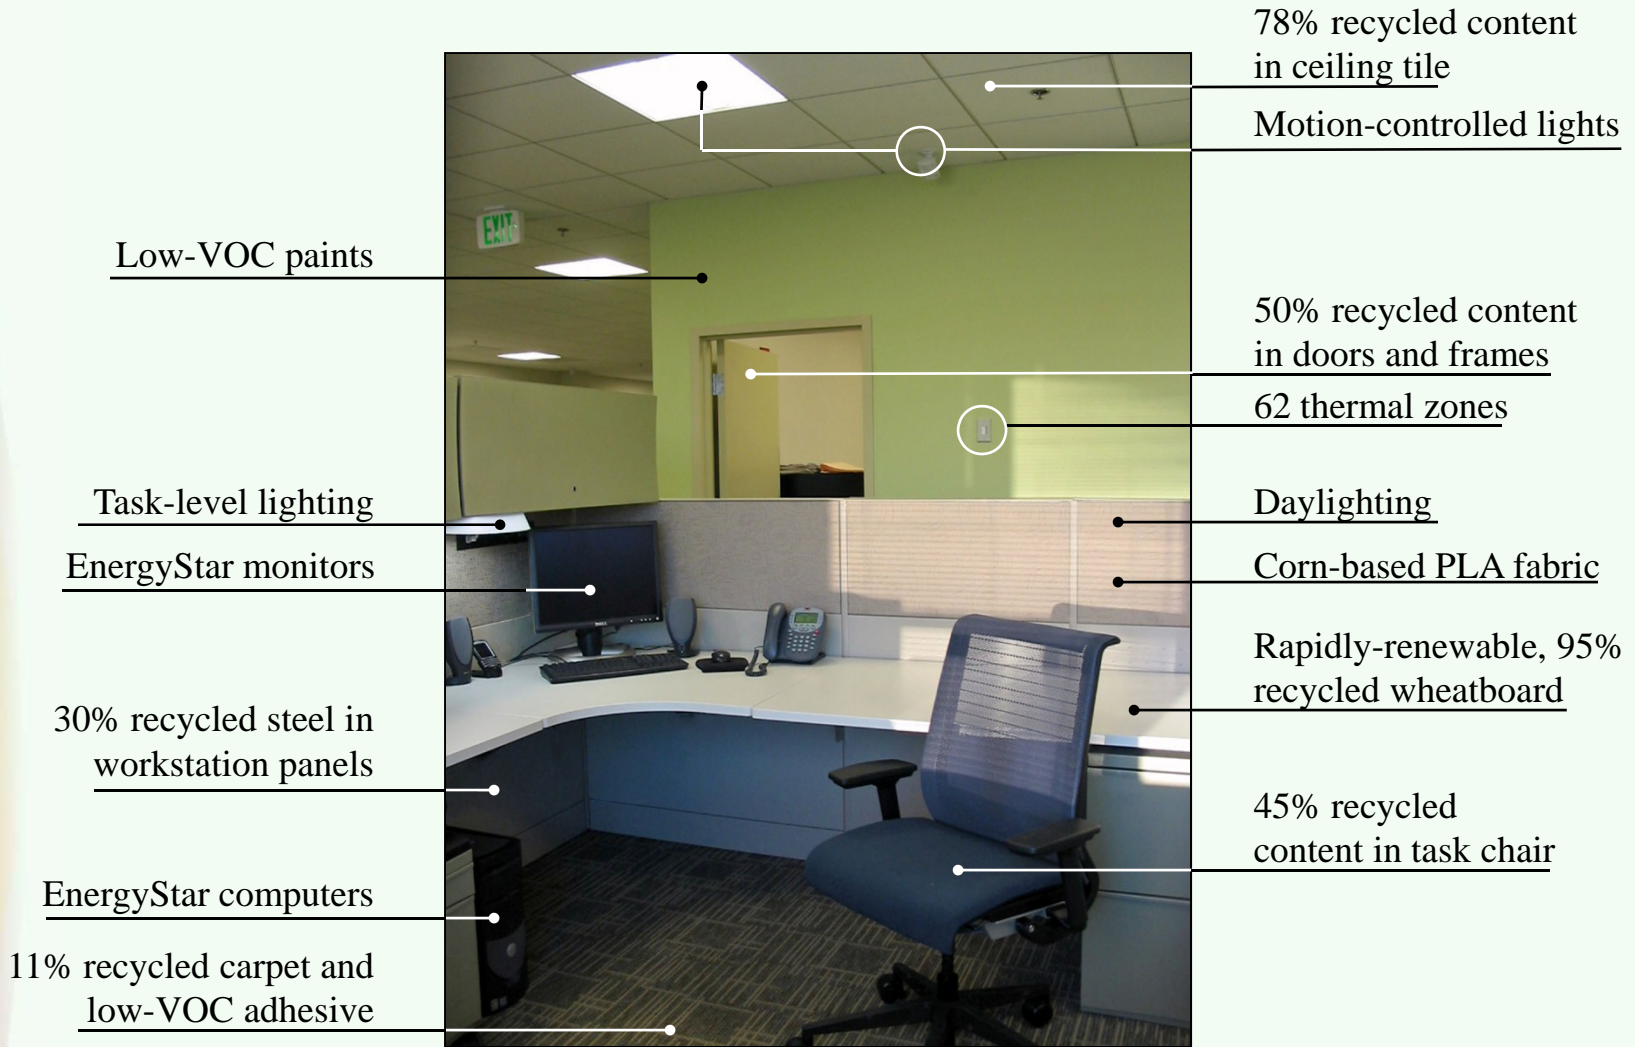 78% recycled content
in ceiling tile
Motion-controlled lights
EXIT
Low-VOC paints
50% recycled content
in doors and frames
62 thermal zones
Task-level lighting
Daylighting
EnergyStar monitors
Corn-based PLA fabric
Rapidly-renewable, 95%
recycled wheatboard
30% recycled steel in
workstation panels
45% recycled
content in task chair
EnergyStar computers
11% recycled carpet and
low-VOC adhesive